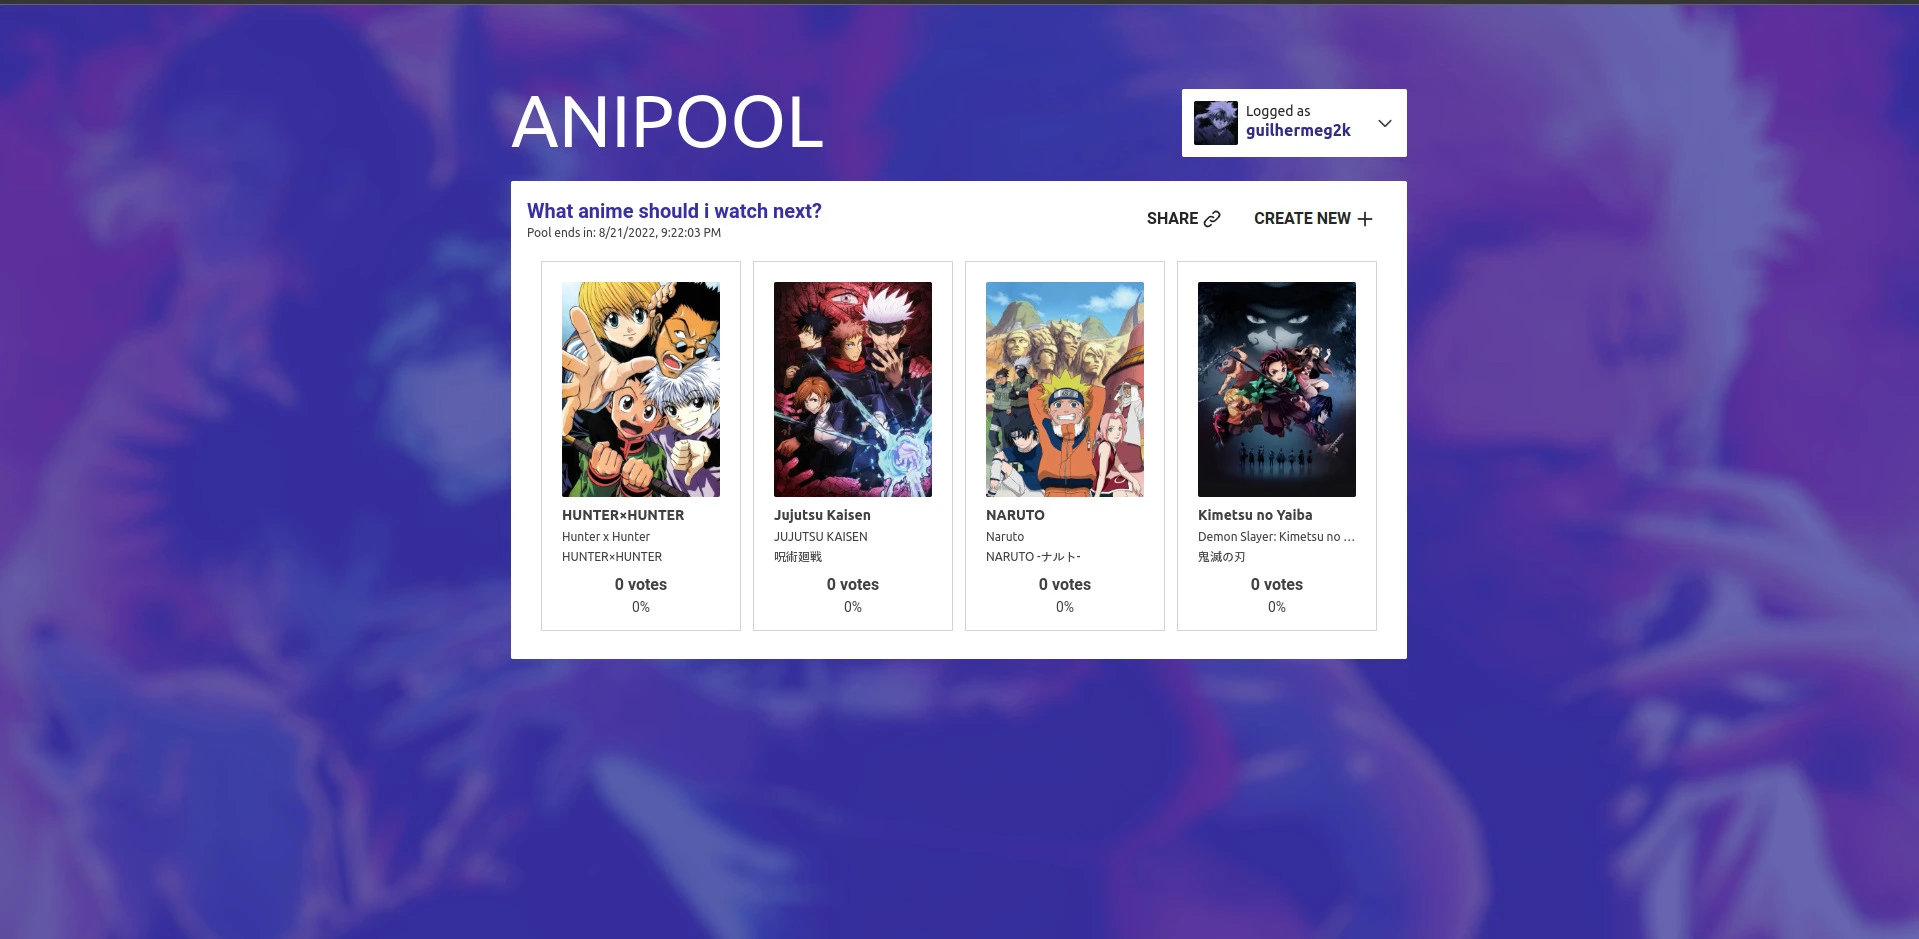 ANIPOOL
Logged as
guilhermeg2k
What anime should i watch next?
Pool ends in: 8/21/2022, 9:22:03 PM
SHARE
CREATE NEW
HUNTER×HUNTER
Hunter x Hunter
HUNTER×HUNTER
0 votes
0%
Jujutsu Kaisen
JUJUTSU KAISEN
呪術廻戦
0 votes
0%
NARUTO
Naruto
NARUTO -ナルト-
0 votes
0%
Kimetsu no Yaiba
Demon Slayer: Kimetsu no ...
鬼滅の刃
0 votes
0%